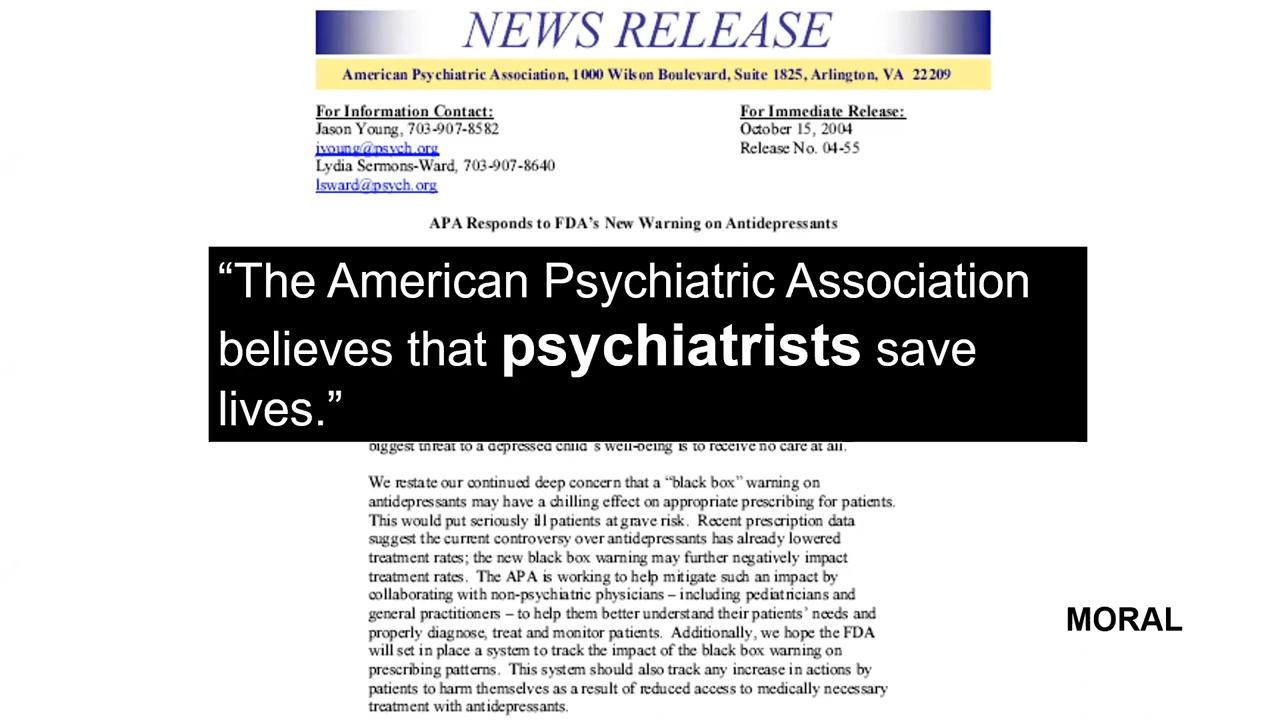 NEWS RELEASE
American Psychiatric Association, 1000 Wilson Boulevard, Suite 1825, Arlington, VA 22209
For Information Contact:
Jason Young, 703-907-8582
jyoung@psych.org
Lydia Sermons-Ward, 703-907-8640
lsward@psych.org
For Immediate Release:
October 15, 2004
Release No. 04-55
APA Responds to FDA’s New Warning on Antidepressants
“The American Psychiatric Association
believes that psychiatrists save
lives.”
biggest threat to a depressed child’s well-being is to receive no care at all.
We restate our continued deep concern that a “black box” warning on
antidepressants may have a chilling effect on appropriate prescribing for patients.
This would put seriously ill patients at grave risk. Recent prescription data
suggest the current controversy over antidepressants has already lowered
treatment rates; the new black box warning may further negatively impact
treatment rates. The APA is working to help mitigate such an impact by
collaborating with non-psychiatric physicians – including pediatricians and
general practitioners – to help them better understand their patients’ needs and
properly diagnose, treat and monitor patients. Additionally, we hope the FDA
will set in place a system to track the impact of the black box warning on
prescribing patterns. This system should also track any increase in actions by
patients to harm themselves as a result of reduced access to medically necessary
treatment with antidepressants.
MORAL